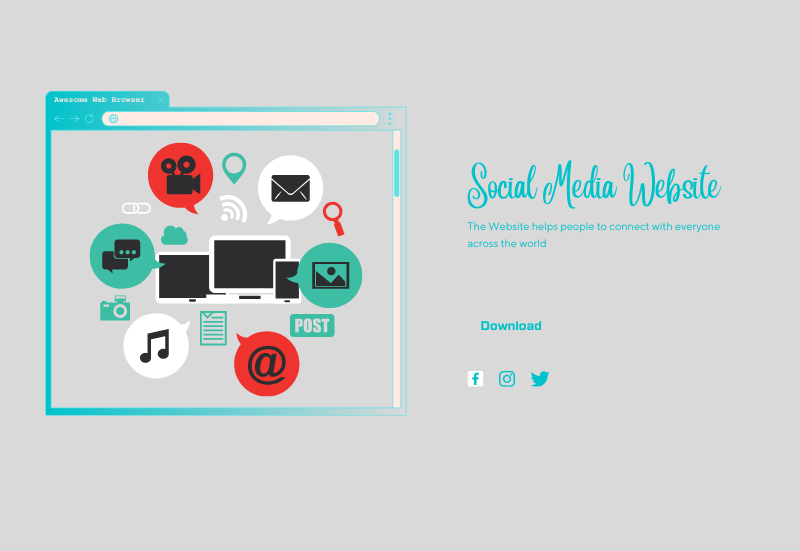 Awesome Web Browser
Social Media Website
The Website helps people to connect with everyone
across the world
POST
@
Download